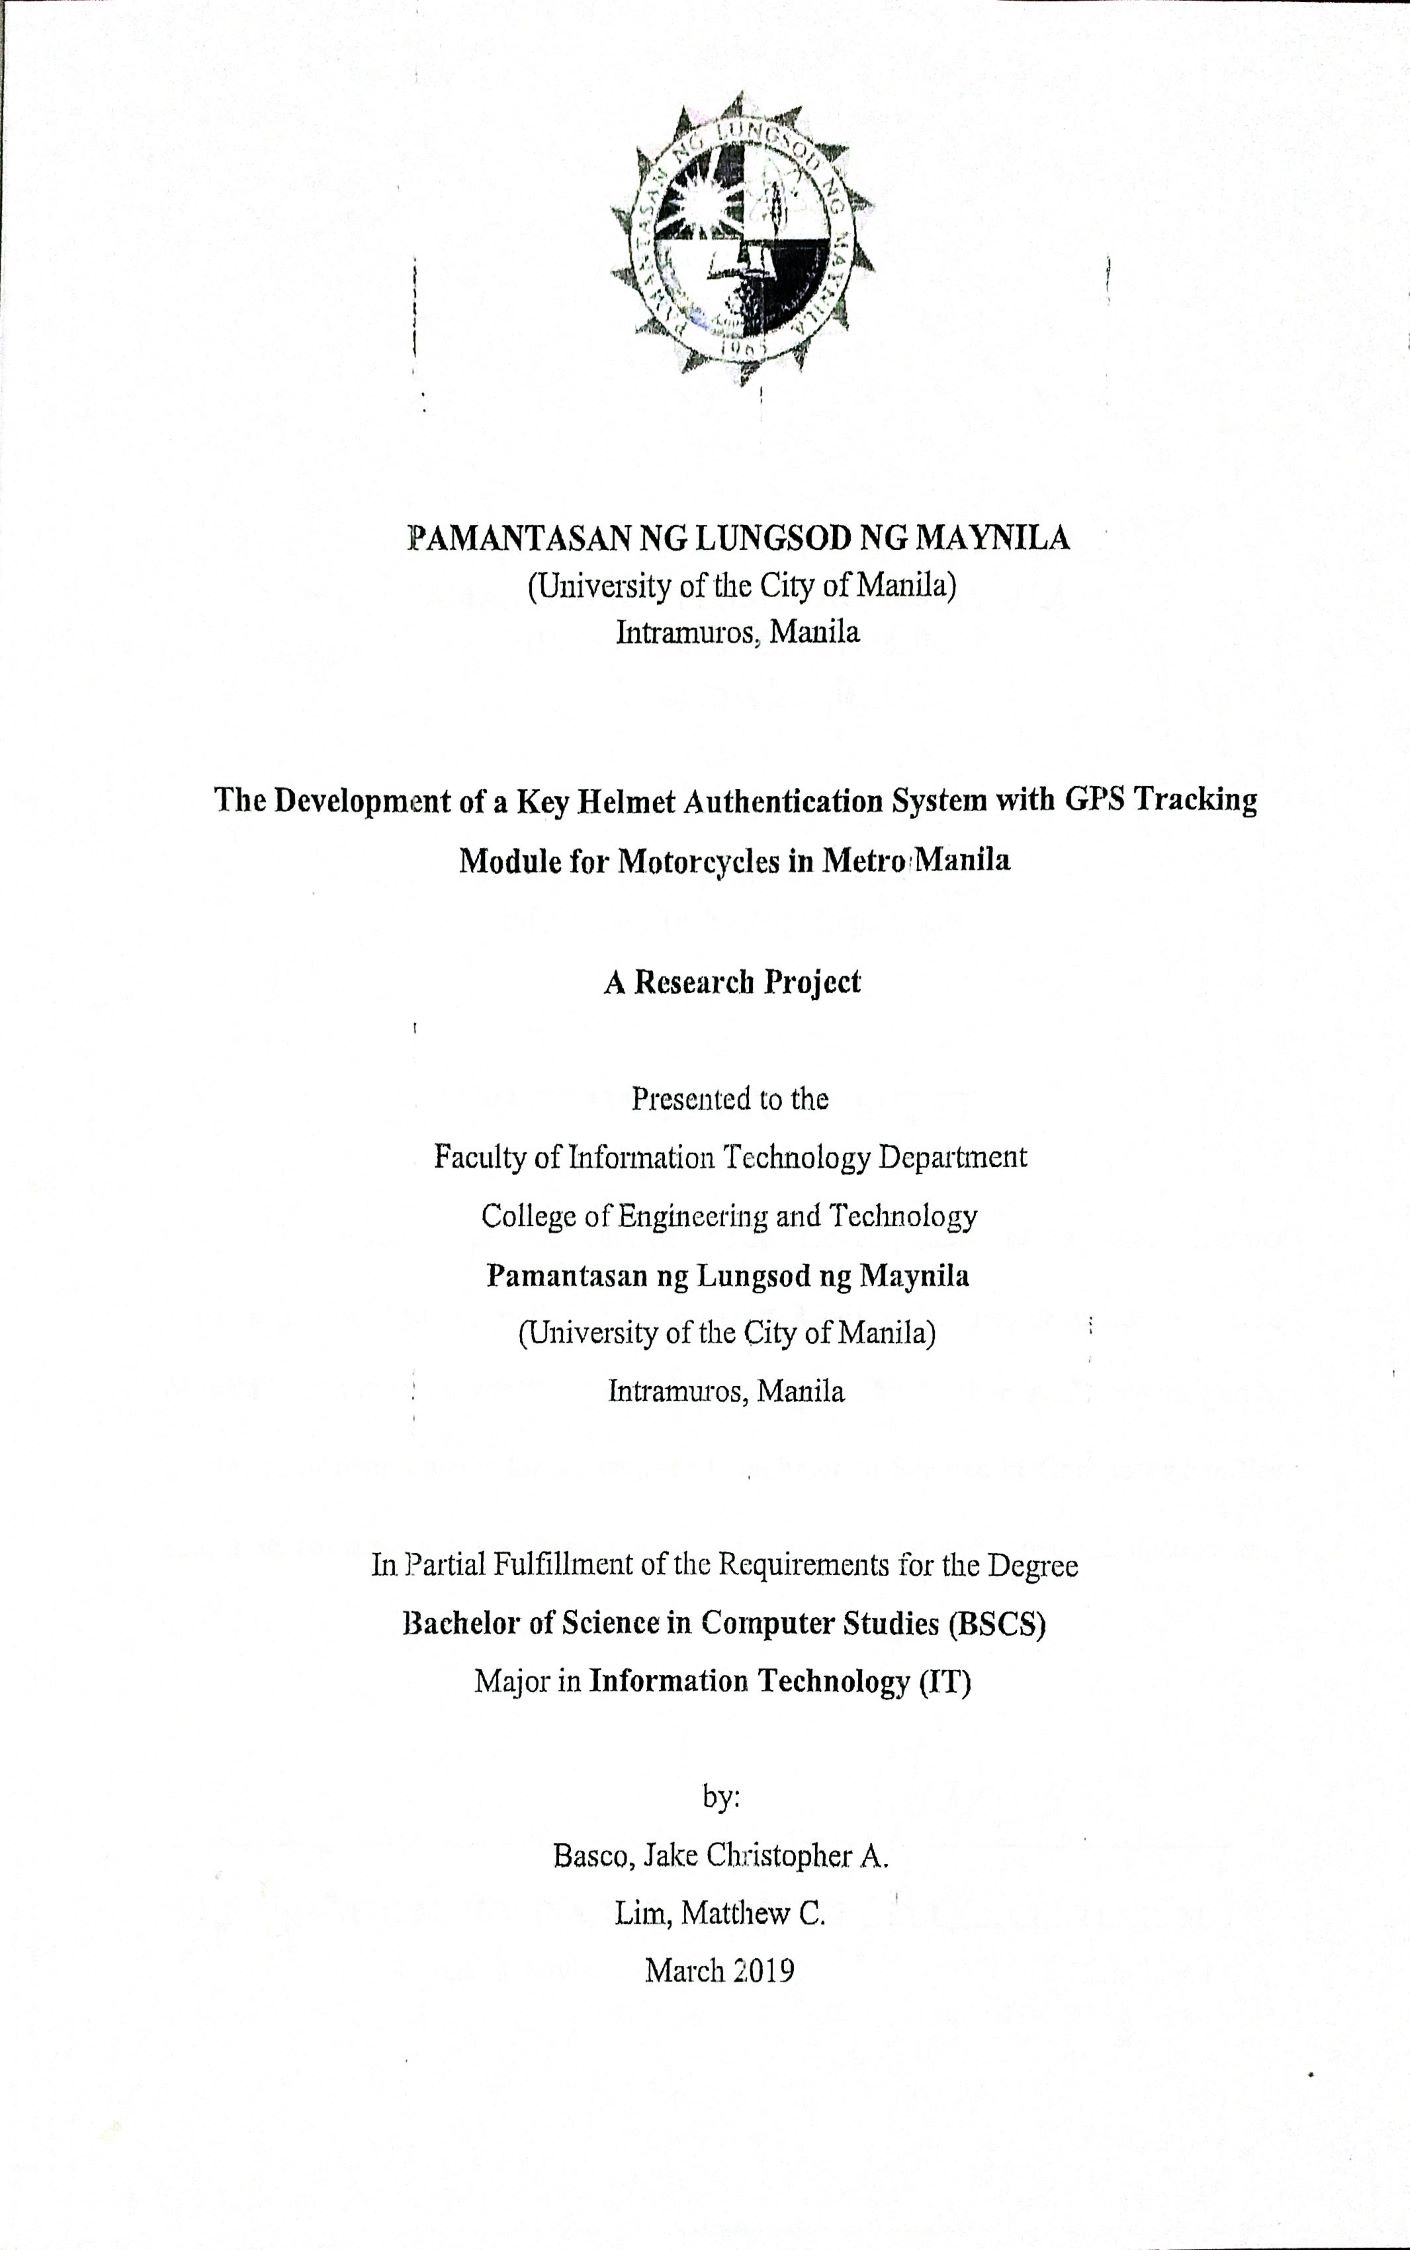 PAMANTASAN NG LUNGSOD NG MAYNILA
1965
PAMANTASAN NG LUNGSOD NG MAYNILA
(University of the City of Manila)
Intramuros, Manila
The Development of a Key Helmet Authentication System with GPS Tracking
Module for Motorcycles in Metro Manila
A Research Project
Presented to the
Faculty of Information Technology Department
College of Engineering and Technology
Pamantasan ng Lungsod ng Maynila
(University of the City of Manila)
Intramuros, Manila
In Partial Fulfillment of the Requirements for the Degree
Bachelor of Science in Computer Studies (BSCS)
Major in Information Technology (IT)
by:
Basco, Jake Christopher A.
Lim, Matthew C.
March 2019